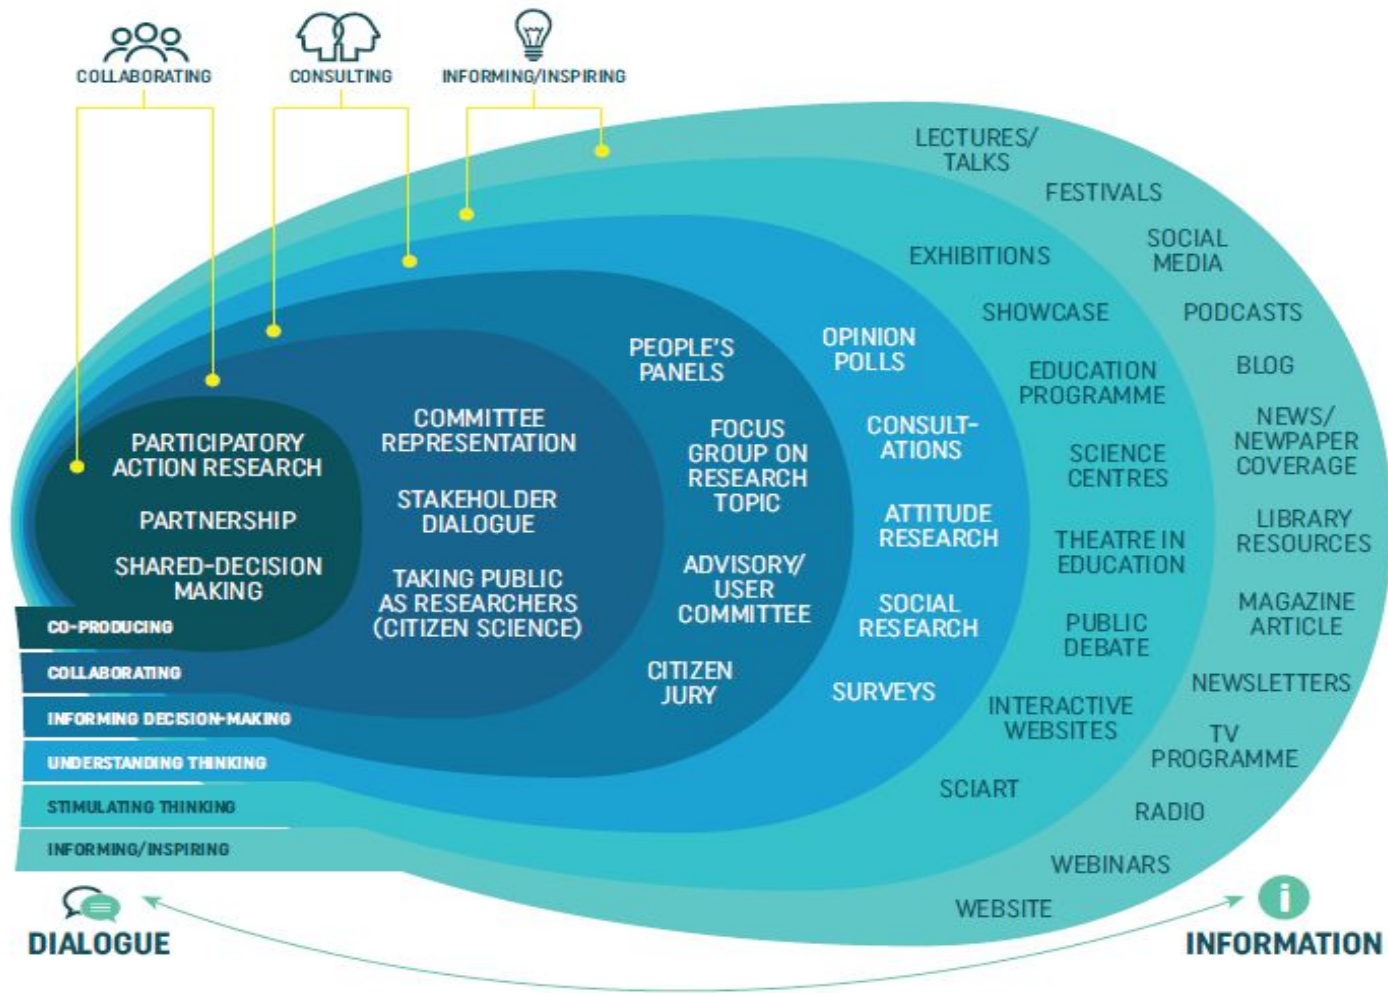 COLLABORATING
CONSULTING
INFORMING/INSPIRING
PARTICIPATORY
ACTION RESEARCH
PARTNERSHIP
SHARED-DECISION
MAKING
COMMITTEE
REPRESENTATION
STAKEHOLDER
DIALOGUE
TAKING PUBLIC
AS RESEARCHERS
(CITIZEN SCIENCE)
PEOPLE'S
PANELS
FOCUS
GROUP ON
RESEARCH
TOPIC
ADVISORY/
USER
COMMITTEE
CITIZEN
JURY
OPINION
POLLS
CONSULT-
ATIONS
ATTITUDE
RESEARCH
SOCIAL
RESEARCH
SURVEYS
EXHIBITIONS
SHOWCASE
EDUCATION
PROGRAMME
SCIENCE
CENTRES
THEATRE IN
EDUCATION
PUBLIC
DEBATE
INTERACTIVE
WEBSITES
SCIART
LECTURES/
TALKS
FESTIVALS
SOCIAL
MEDIA
PODCASTS
BLOG
NEWS/
NEWPAPER
COVERAGE
LIBRARY
RESOURCES
MAGAZINE
ARTICLE
NEWSLETTERS
TV
PROGRAMME
RADIO
WEBINARS
WEBSITE
CO-PRODUCING
COLLABORATING
INFORMING DECISION-MAKING
UNDERSTANDING THINKING
STIMULATING THINKING
INFORMING/INSPIRING
DIALOGUE
i
INFORMATION